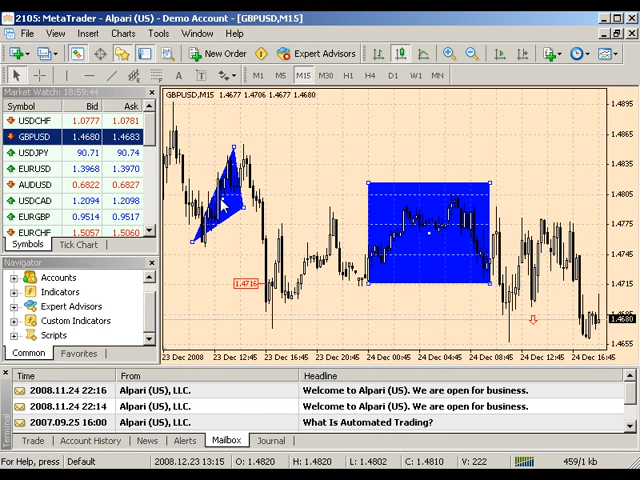 2105: MetaTrader - Alpari (US) - Demo Account - [GBPUSD,M15]
File View Insert Charts Tools Window Help
New Order Expert Advisors
A T M1 M5 M15 M30 H1 H4 D1 W1 MN
Market Watch: 18:59:44
Symbol Bid Ask
USDCHF 1.0777 1.0781
GBPUSD 1.4680 1.4683
USDJPY 90.71 90.74
EURUSD 1.3968 1.3970
AUDUSD 0.6822 0.6827
USDCAD 1.2094 1.2098
EURGBP 0.9514 0.9517
EURCHF 1.5057 1.5060
Symbols Tick Chart
Navigator
Accounts
Indicators
Expert Advisors
Custom Indicators
Scripts
Common Favorites
GBPUSD,M15 1.4677 1.4706 1.4677 1.4680
1.4895
1.4865
1.4835
1.4805
1.4775
1.4745
1.4716
1.4715
1.4685
1.4680
1.4655
23 Dec 2008 23 Dec 12:45 23 Dec 16:45 23 Dec 20:45 24 Dec 00:45 24 Dec 04:45 24 Dec 08:45 24 Dec 12:45 24 Dec 16:45
Time From Headline
2008.11.24 22:16 Alpari (US), LLC. Welcome to Alpari (US). We are open for business.
2008.11.24 22:14 Alpari (US), LLC. Welcome to Alpari (US). We are open for business.
2007.09.25 16:00 Alpari (US), LLC. What Is Automated Trading?
Terminal
Trade Account History News Alerts Mailbox Journal
For Help, press Default 2008.12.23 13:15 O: 1.4820 H: 1.4820 L: 1.4802 C: 1.4810 V: 222 459/1 kb